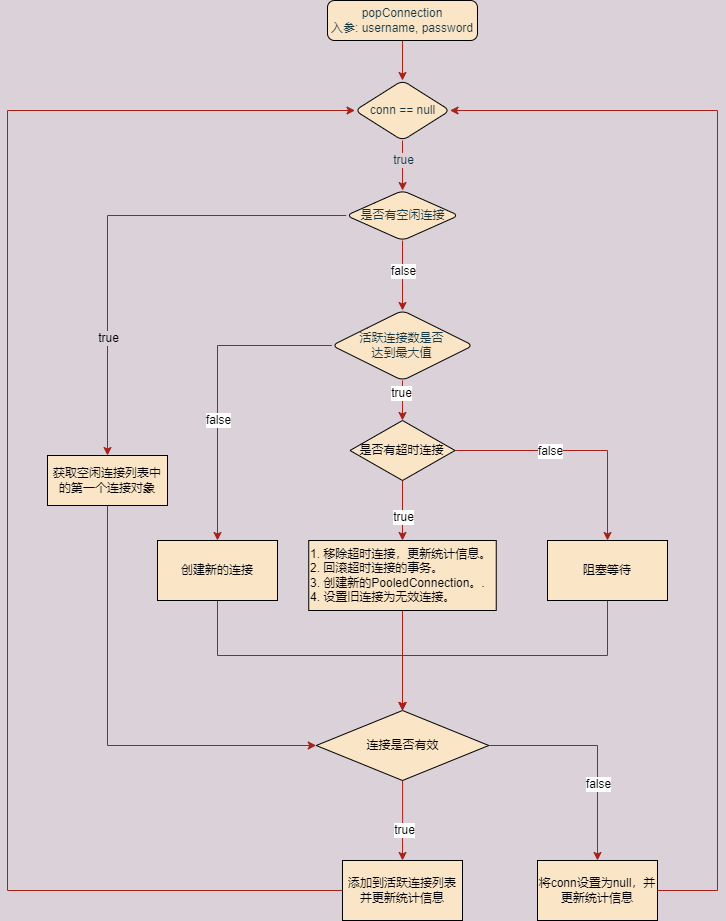 popConnection
入参: username, password
conn == null
true
是否有空闲连接
false
活跃连接数是否
达到最大值
true
true
false
是否有超时连接
false
获取空闲连接列表中
的第一个连接对象
true
创建新的连接
1. 移除超时连接，更新统计信息。
2. 回滚超时连接的事务。
3. 创建新的PooledConnection。.
4. 设置旧连接为无效连接。
阻塞等待
连接是否有效
false
true
添加到活跃连接列表
并更新统计信息
将conn设置为null，并
更新统计信息